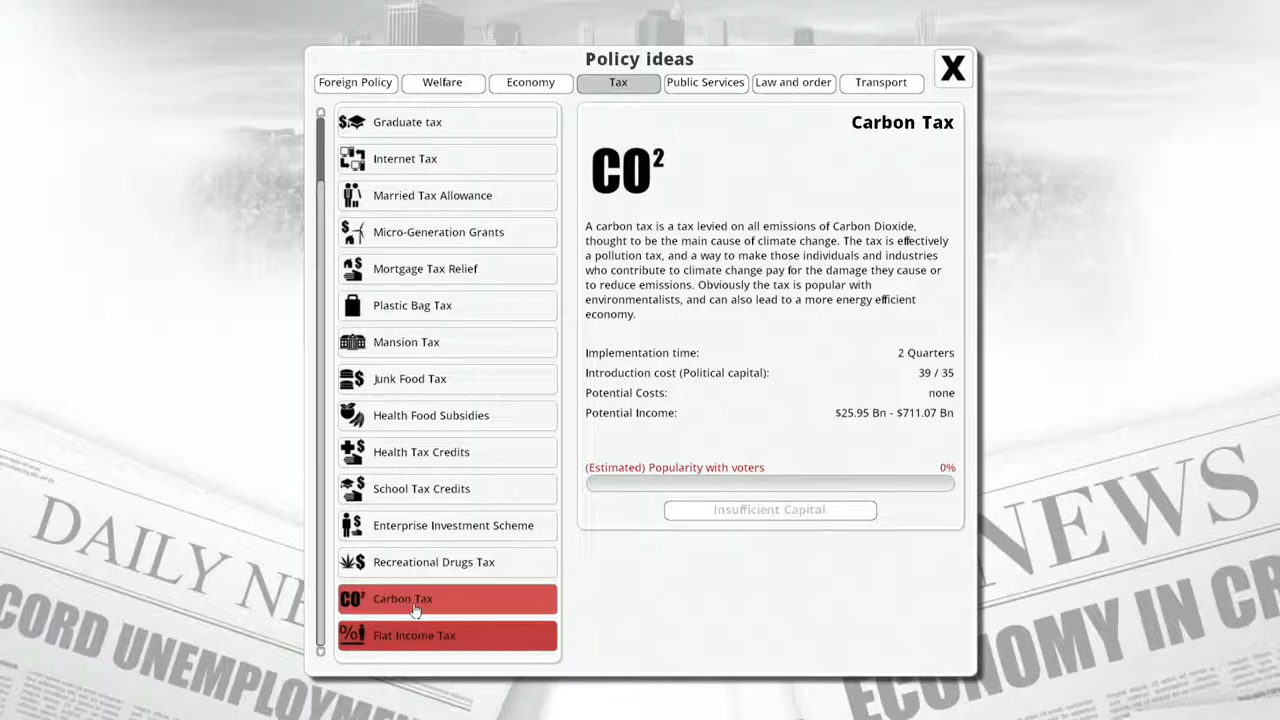 Policy ideas
X
Foreign Policy
Welfare
Economy
Tax
Public Services
Law and order
Transport
Graduate tax
Internet Tax
Married Tax Allowance
Micro-Generation Grants
Mortgage Tax Relief
Plastic Bag Tax
Mansion Tax
Junk Food Tax
Health Food Subsidies
Health Tax Credits
School Tax Credits
Enterprise Investment Scheme
Recreational Drugs Tax
CO² Carbon Tax
%| Flat Income Tax
Carbon Tax
CO²
A carbon tax is a tax levied on all emissions of Carbon Dioxide,
thought to be the main cause of climate change. The tax is effectively
a pollution tax, and a way to make those individuals and industries
who contribute to climate change pay for the damage they cause or
to reduce emissions. Obviously the tax is popular with
environmentalists, and can also lead to a more energy efficient
economy.
Implementation time: 2 Quarters
Introduction cost (Political capital): 39 / 35
Potential Costs: none
Potential Income: $25.95 Bn - $711.07 Bn
(Estimated) Popularity with voters 0%
Insufficient Capital
DAILY NE
CORD UNEMPLOYM
NEWS
ECONOMY IN CR